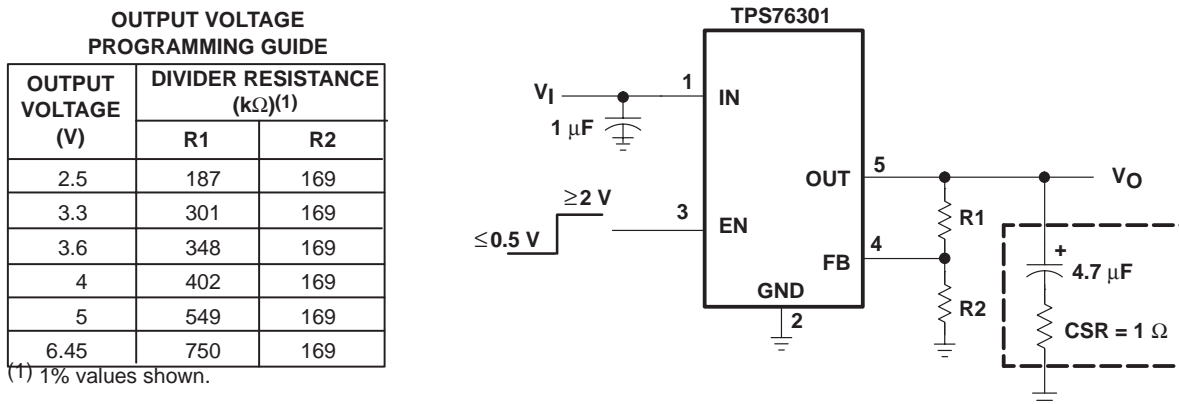 OUTPUT VOLTAGE
PROGRAMMING GUIDE
OUTPUT VOLTAGE (V) DIVIDER RESISTANCE (kΩ)(1)
R1 R2
2.5 187 169
3.3 301 169
3.6 348 169
4 402 169
5 549 169
6.45 750 169
(1) 1% values shown.
TPS76301
VI 1 IN
1 µF
OUT 5 VO
≥2 V
≤0.5 V
3 EN
R1
4
FB
+
4.7 µF
GND
2
R2
CSR = 1 Ω